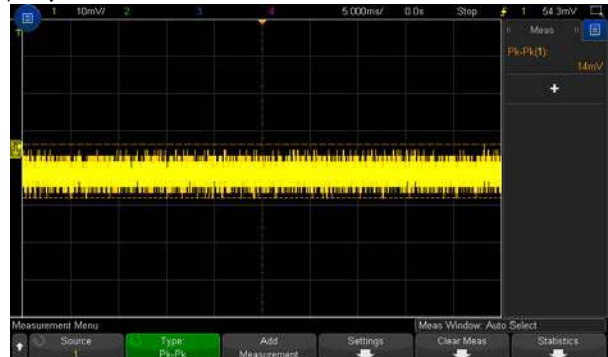 1 10mV/ 2 3 4 5.000ms/ 0.0s Stop 1 54.3mV
Meas
Pk-Pk(1):
14mV
+
Measurement Menu
Meas Window: Auto Select
Source
1
Type:
Pk-Pk
Add
Measurement
Settings
Clear Meas
Statistics